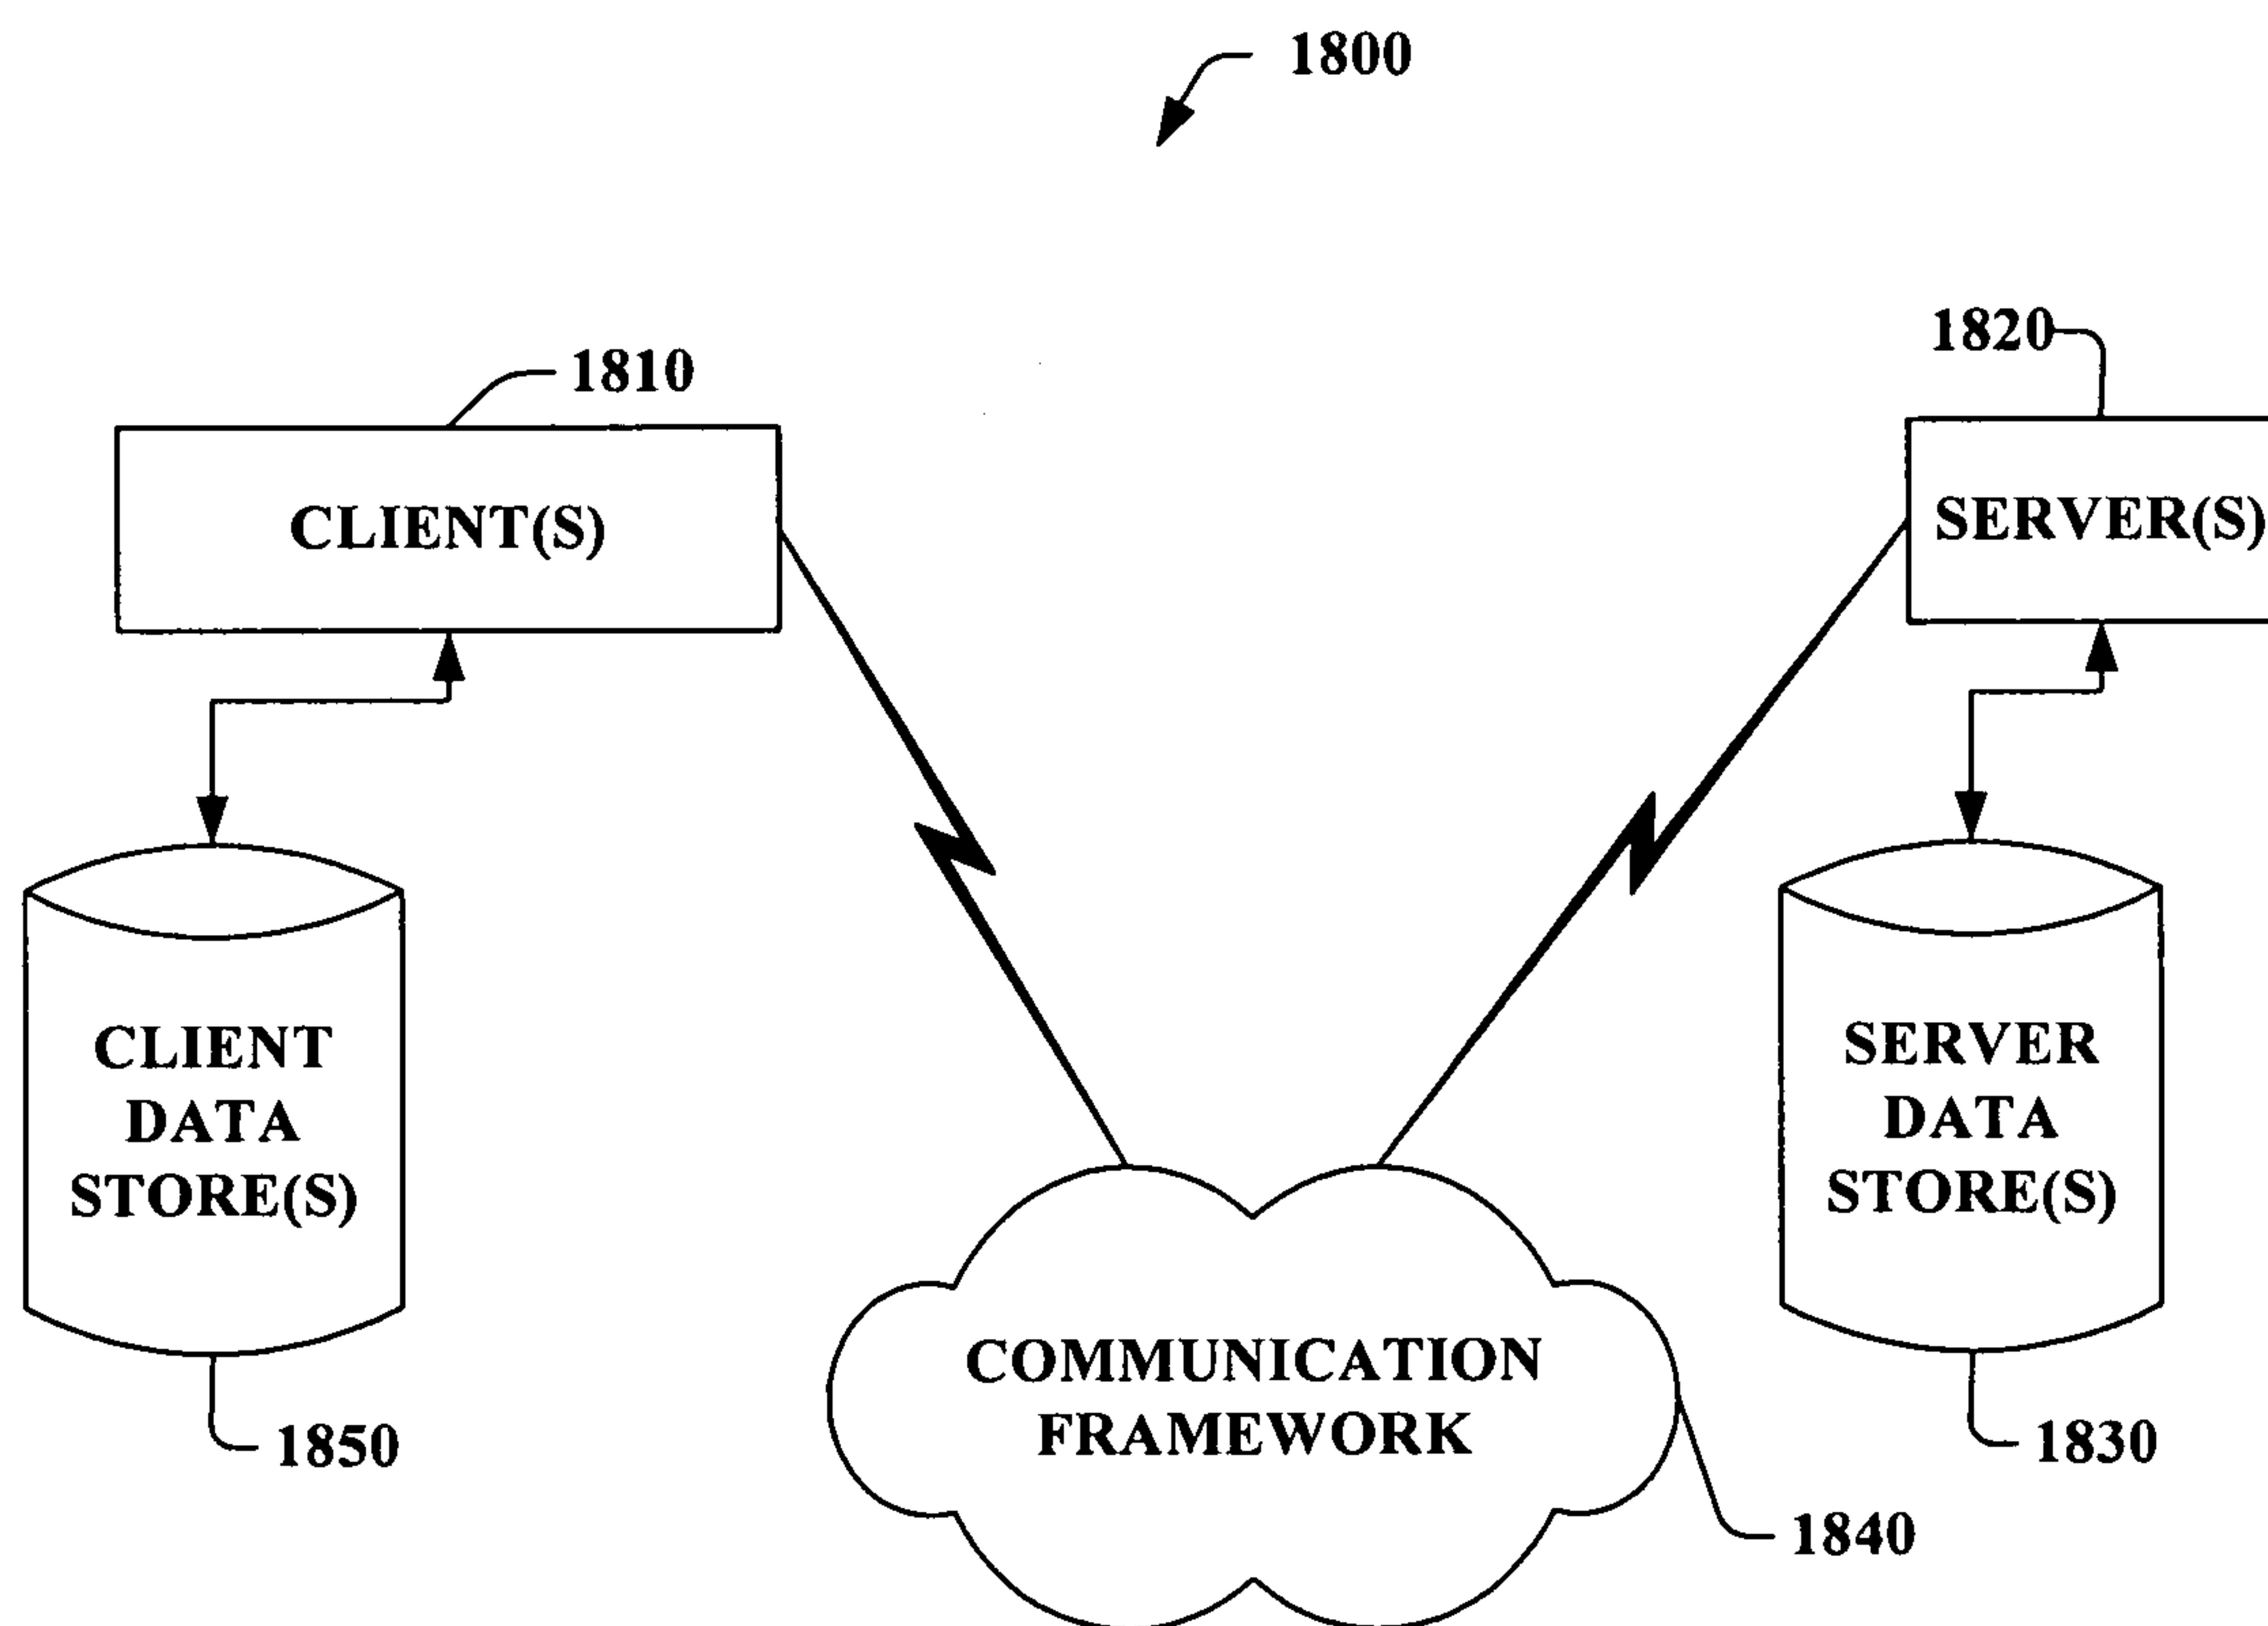 1800
1810
1820
CLIENT(S)
SERVER(S)
CLIENT
DATA
STORE(S)
SERVER
DATA
STORE(S)
COMMUNICATION
FRAMEWORK
1850
1830
1840